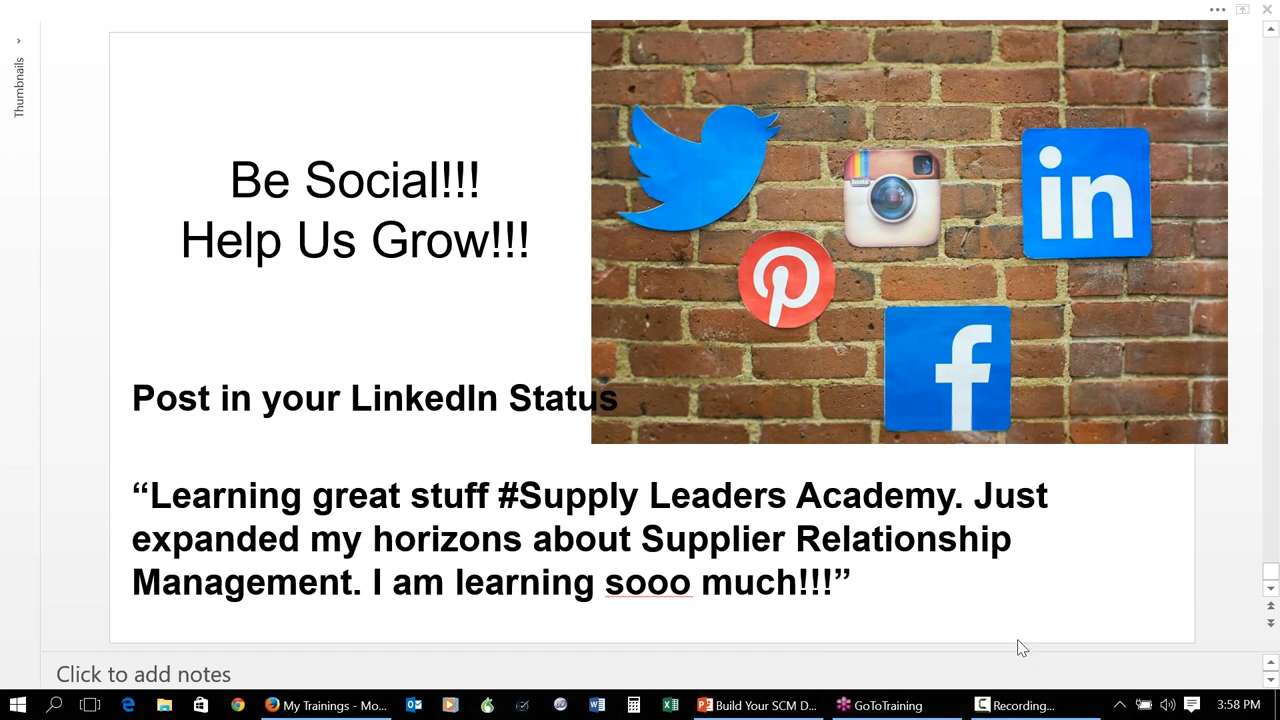 Thumbnails
Be Social!!!
Help Us Grow!!!
Insta
in
Post in your LinkedIn Status
“Learning great stuff #Supply Leaders Academy. Just
expanded my horizons about Supplier Relationship
Management. I am learning sooo much!!!”
Click to add notes
My Trainings - Mo...
Build Your SCM D...
GoToTraining
Recording...
3:58 PM